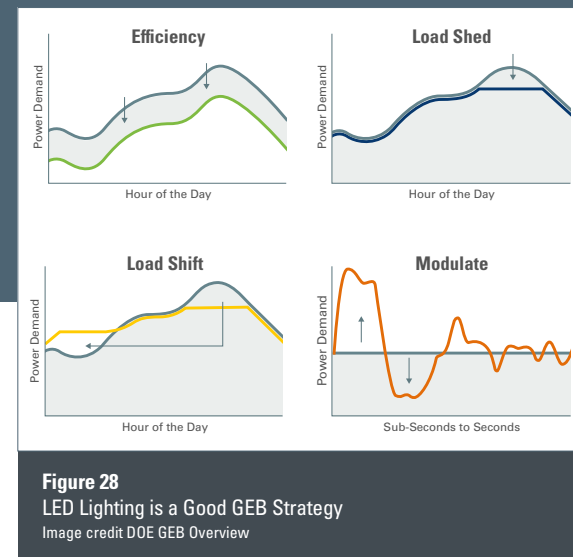 Efficiency
Power Demand
Hour of the Day
Load Shed
Power Demand
Hour of the Day
Load Shift
Power Demand
Hour of the Day
Modulate
Power Demand
Sub-Seconds to Seconds
Figure 28
LED Lighting is a Good GEB Strategy
Image credit DOE GEB Overview